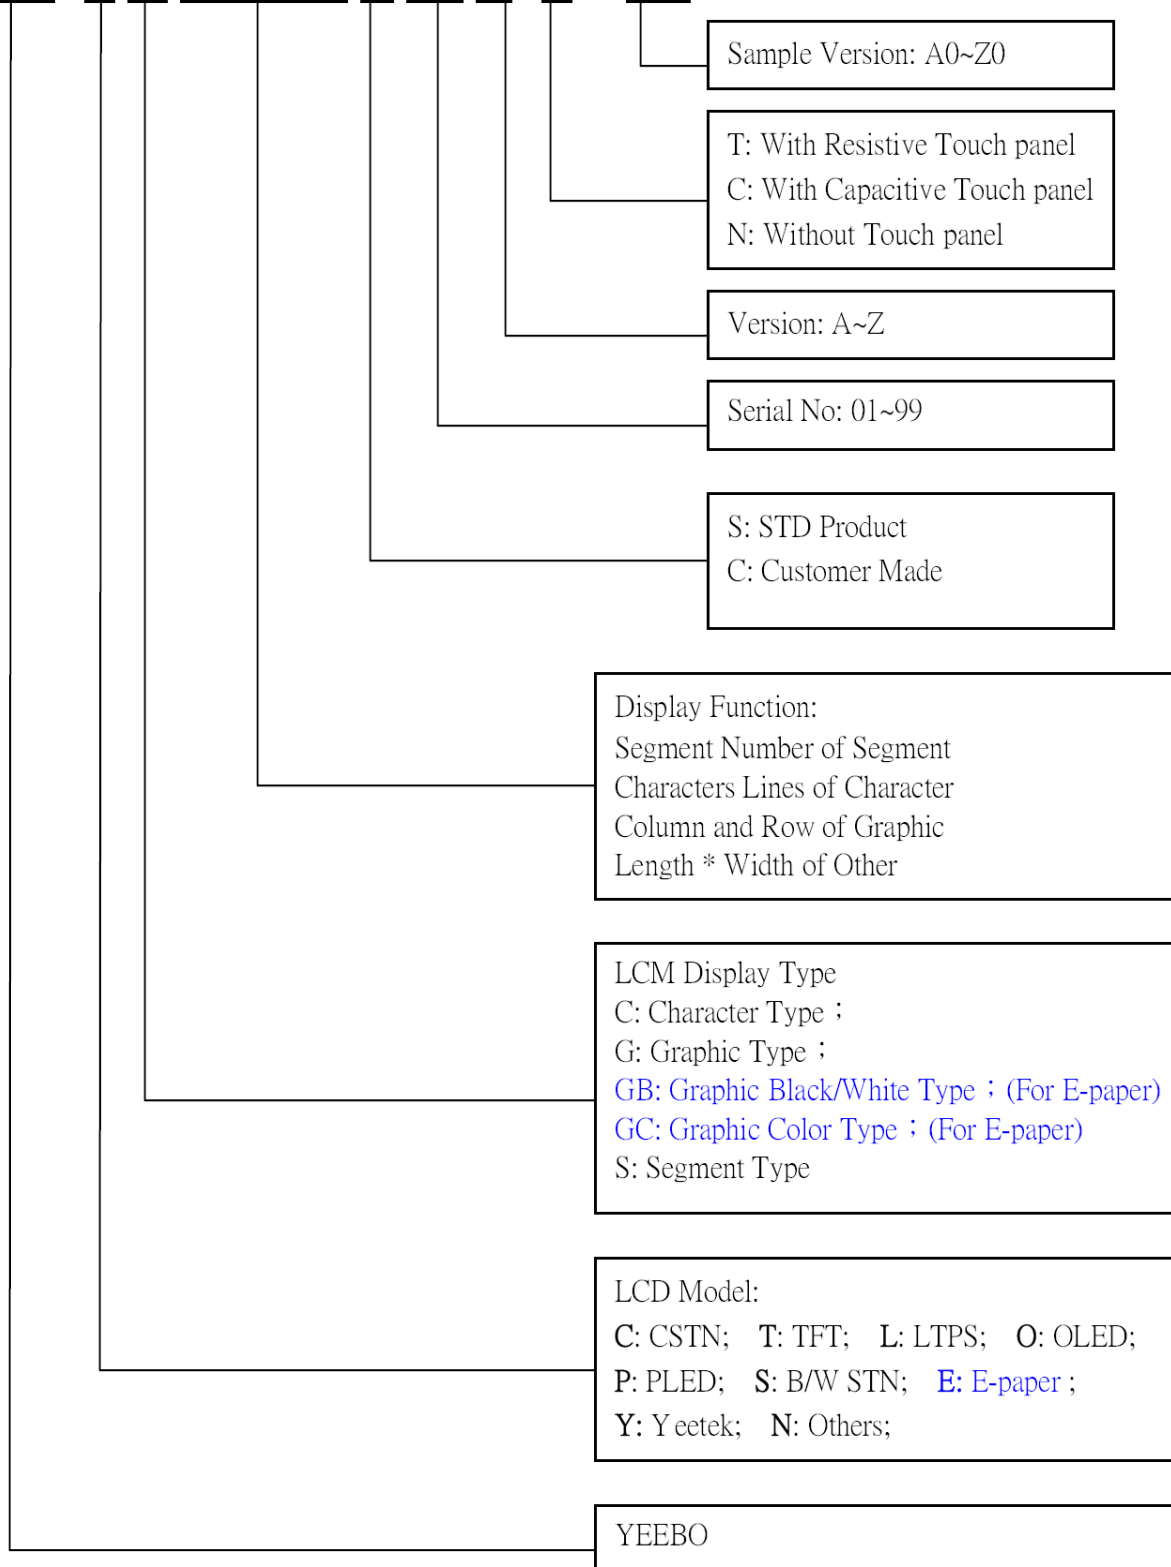 Sample Version: A0~Z0
T: With Resistive Touch panel
C: With Capacitive Touch panel
N: Without Touch panel
Version: A~Z
Serial No: 01~99
S: STD Product
C: Customer Made
Display Function:
Segment Number of Segment
Characters Lines of Character
Column and Row of Graphic
Length * Width of Other
LCM Display Type
C: Character Type；
G: Graphic Type；
GB: Graphic Black/White Type；(For E-paper)
GC: Graphic Color Type；(For E-paper)
S: Segment Type
LCD Model:
C: CSTN; T: TFT; L: LTPS; O: OLED;
P: PLED; S: B/W STN; E: E-paper ;
Y: Yeetek; N: Others;
YEEBO